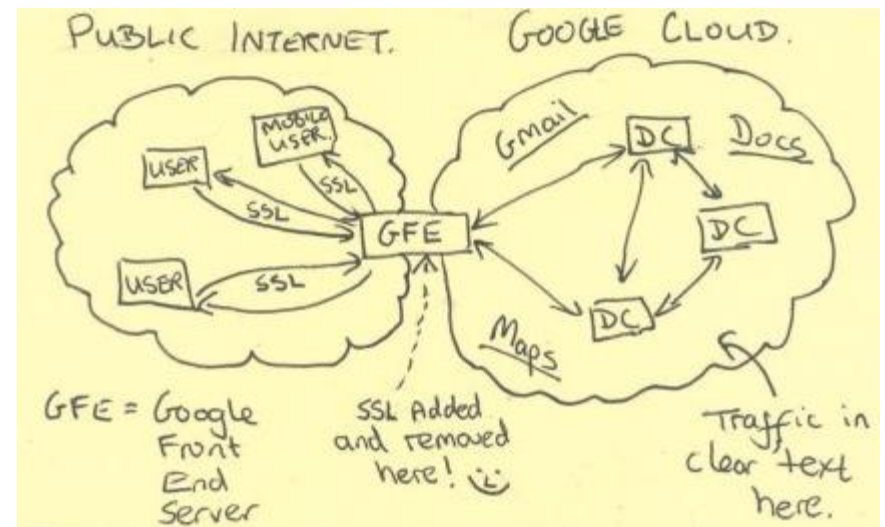 PUBLIC INTERNET.
GOOGLE CLOUD.
MOBILE
USER.
USER
SSL
SSL
GFE
USER
SSL
Gmail
DC
Docs
DC
DC
Maps
GFE = Google
Front
End
Server
SSL Added
and removed
here!
Traffic in
clear text
here.